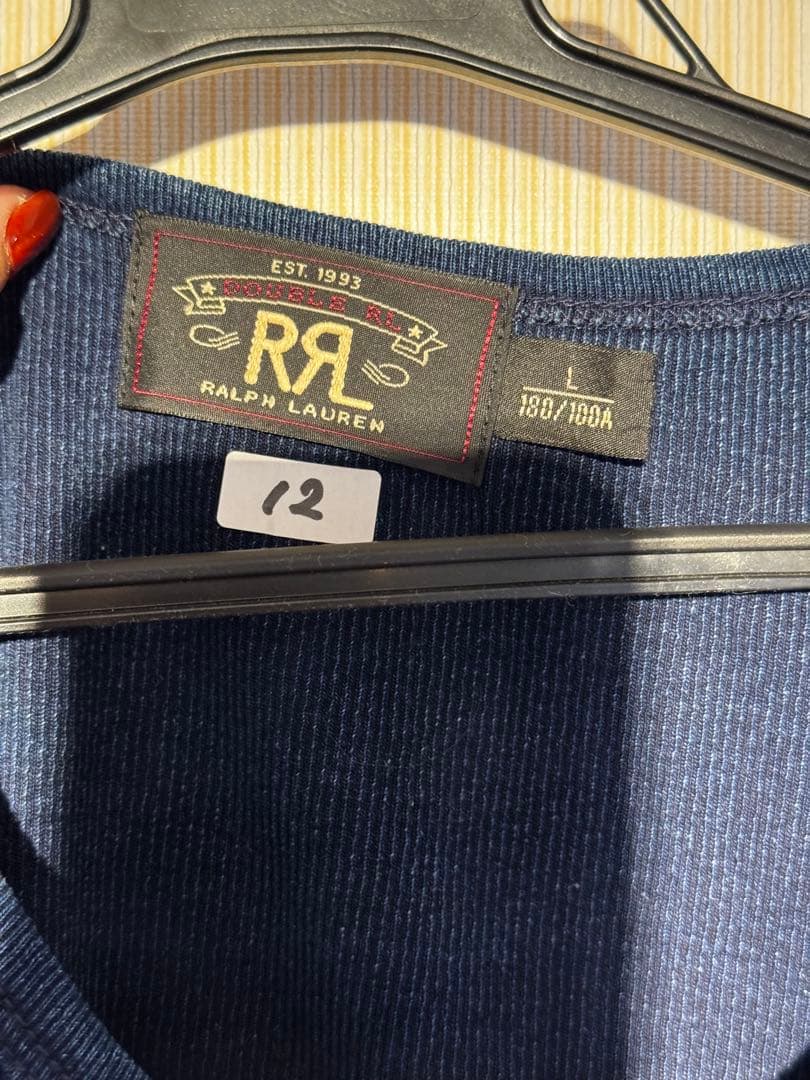 EST. 1993
DOUBLE RL
RRL
RALPH LAUREN
L
180/100A
12